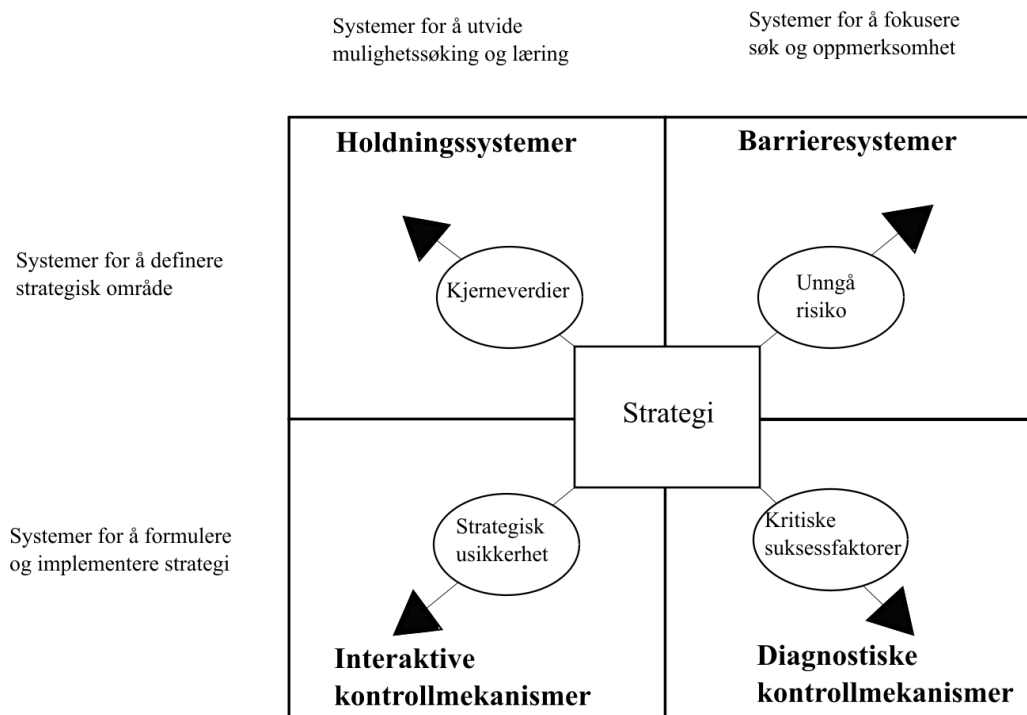 Systemer for å utvide
mulighetssøking og læring
Systemer for å fokusere
søk og oppmerksomhet
Holdningssystemer
Barrieresystemer
Systemer for å definere
strategisk område
Kjerneverdier
Unngå
risiko
Strategi
Systemer for å formulere
og implementere strategi
Strategisk
usikkerhet
Kritiske
suksessfaktorer
Interaktive
kontrollmekanismer
Diagnostiske
kontrollmekanismer